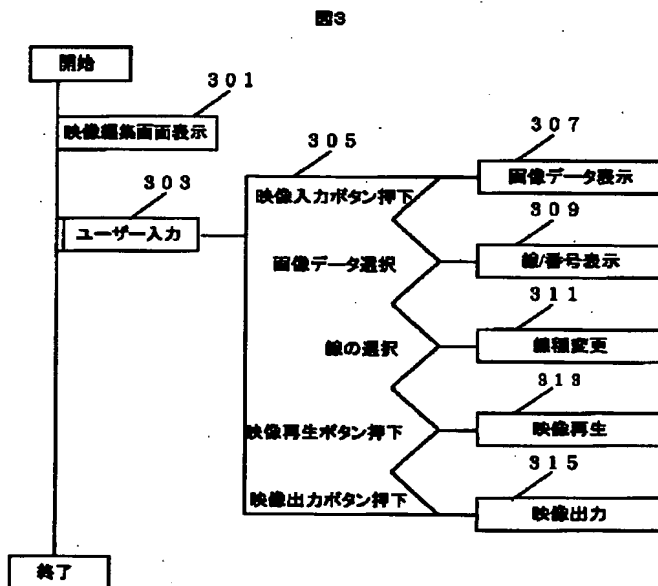 図3
開始
301
映像編集画面表示
303
ユーザー入力
305
映像入力ボタン押下
307
画像データ表示
画像データ選択
309
線/番号表示
線の選択
311
線種変更
映像再生ボタン押下
313
映像再生
映像出力ボタン押下
315
映像出力
終了